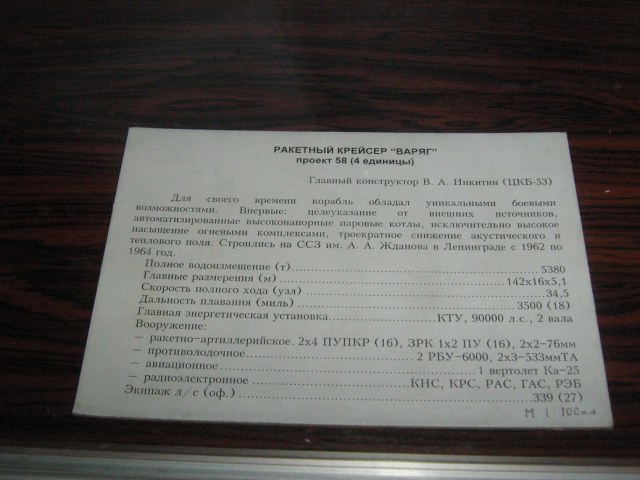 РАКЕТНЫЙ КРЕЙСЕР "ВАРЯГ"
проект 58 (4 единицы)
Главный конструктор В. А. Никитин (ЦКБ-53)
Для своего времени корабль обладал уникальными боевыми
возможностями. Впервые: целеуказание от внешних источников,
автоматизированные высоконапорные паровые котлы, исключительно высокое
насыщение огневыми комплексами, троекратное снижение акустического и
теплового поля. Строились на ССЗ им. А. А. Жданова в Ленинграде с 1962 по
1964 год.
Полное водоизмещение (т)..........5380
Главные размерения (м)..........142х16х5,1
Скорость полного хода (узл)..........34,5
Дальность плавания (миль)..........3500 (18)
Главная энергетическая установка..........КТУ, 90000 л.с., 2 вала
Вооружение:
— ракетно-артиллерийское. 2х4 ПУПКР (16), ЗРК 1х2 ПУ (16), 2х2-76мм
— противолодочное..........2 РБУ-6000, 2х3-533ммТА
— авиационное..........1 вертолет Ка-25
— радиоэлектронное..........КНС, КРС, РАС, ГАС, РЭБ
Экипаж л/с (оф.)..........339 (27)
М 1 100